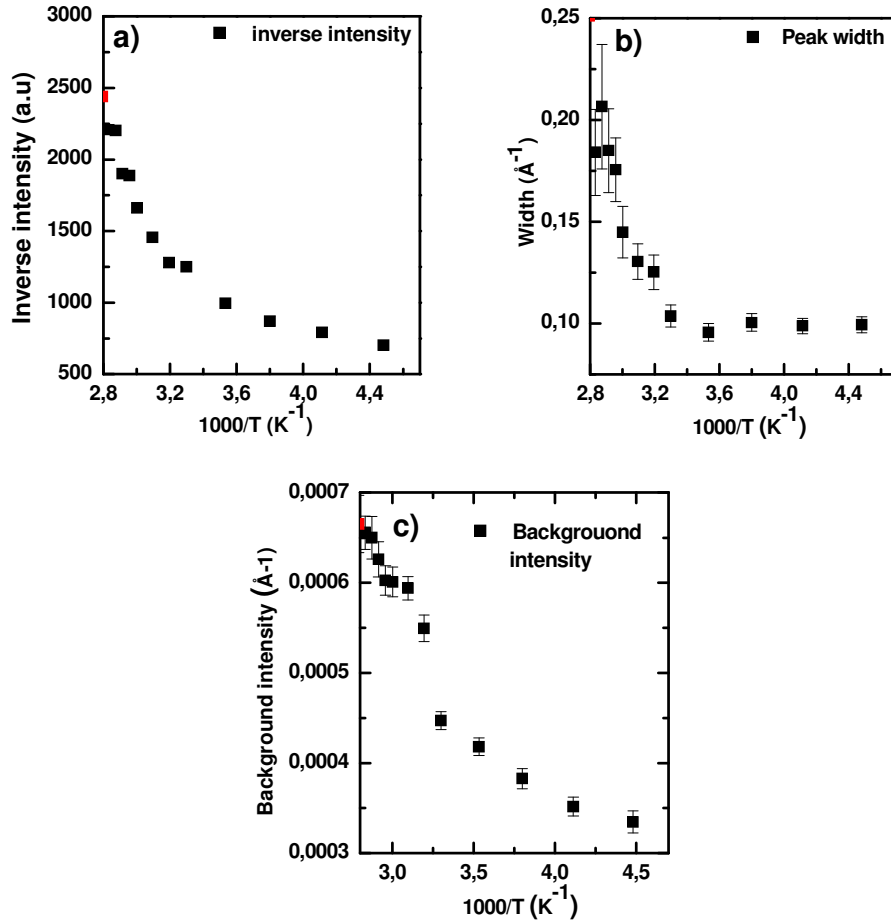 a)
inverse intensity
Inverse intensity (a.u)
3000
2500
2000
1500
1000
500
2,8 3,2 3,6 4,0 4,4
1000/T (K-1)
b)
Peak width
Width (Å-1)
0,25
0,20
0,15
0,10
2,8 3,2 3,6 4,0 4,4
1000/T (K-1)
c)
Backgrouond
intensity
Background intensity (Å-1)
0,0007
0,0006
0,0005
0,0004
0,0003
3,0 3,5 4,0 4,5
1000/T (K-1)